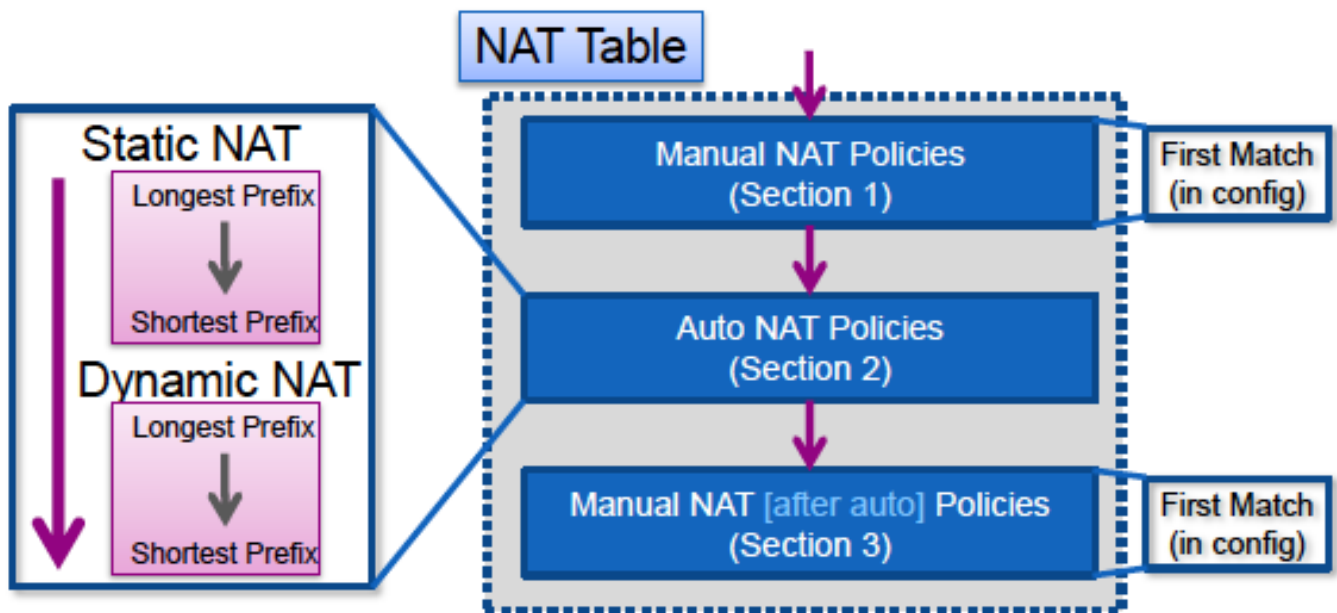 NAT Table
Static NAT
Longest Prefix
Shortest Prefix
Dynamic NAT
Longest Prefix
Shortest Prefix
Manual NAT Policies
(Section 1)
First Match
(in config)
Auto NAT Policies
(Section 2)
Manual NAT [after auto] Policies
(Section 3)
First Match
(in config)